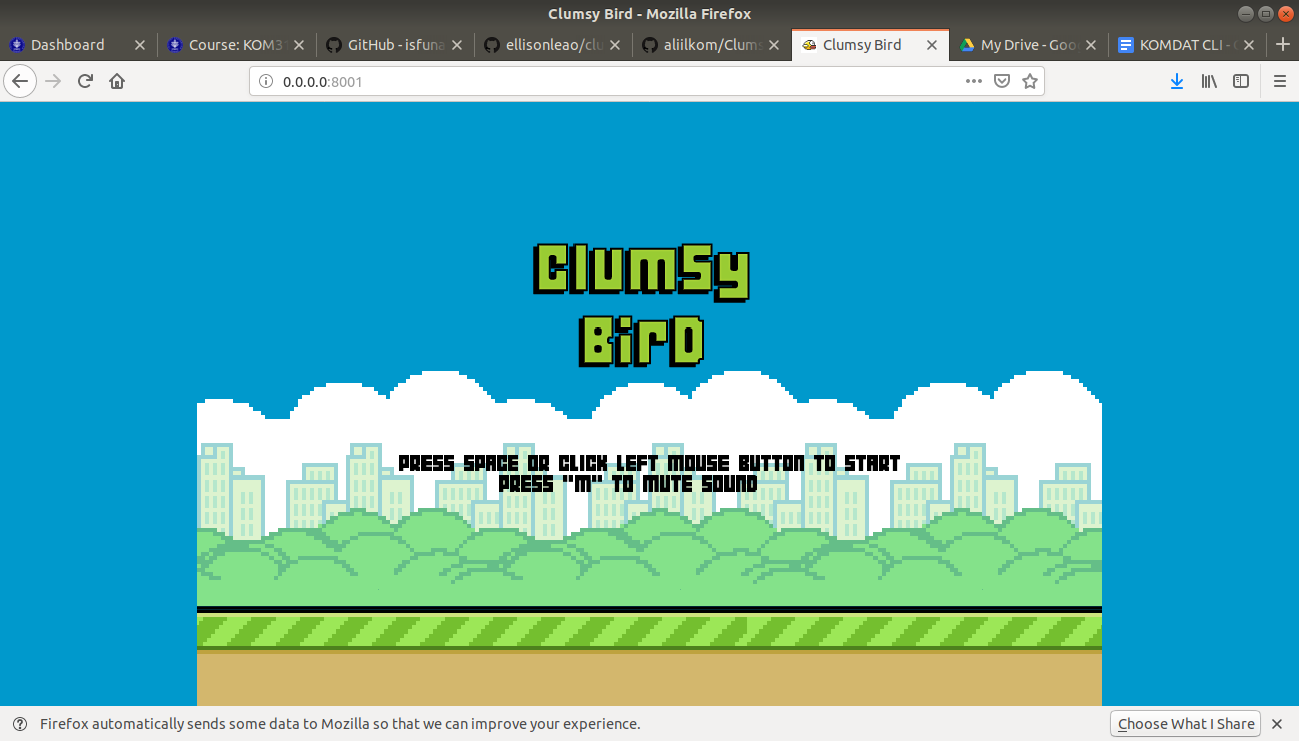 Clumsy Bird - Mozilla Firefox
Dashboard
Course: KOM3
GitHub - isfuna
ellisonleao/clu
aliilkom/Clums
Clumsy Bird
My Drive - Goo
KOMDAT CLI -
0.0.0.0:8001
Clumsy
Bird
PRESS SPACE OR CLICK LEFT MOUSE BUTTON TO START
PRESS "M" TO MUTE SOUND
Firefox automatically sends some data to Mozilla so that we can improve your experience.
Choose What I Share